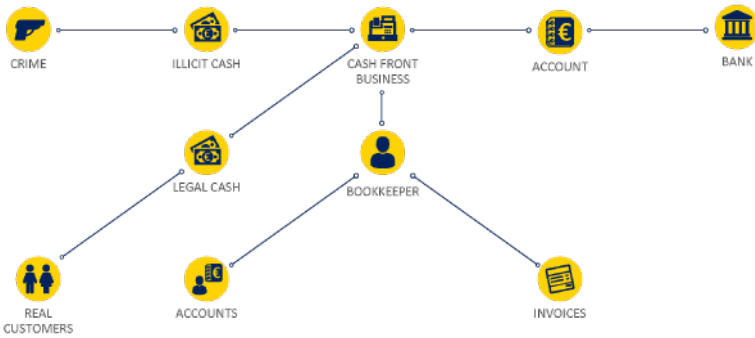 CRIME
ILLICIT CASH
CASH FRONT
BUSINESS
ACCOUNT
BANK
LEGAL CASH
BOOKKEEPER
REAL
CUSTOMERS
ACCOUNTS
INVOICES